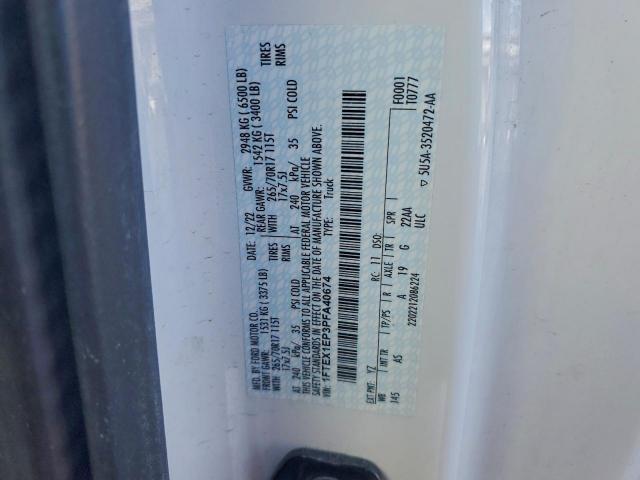 MFD. BY FORD MOTOR CO.
DATE: 12/22 GVWR: 2948 KG ( 6500 LB)
FRONT GAWR: 1531 KG ( 3375 LB) REAR GAWR: 1542 KG ( 3400 LB)
WITH 265/70R17 115T TIRES WITH 265/70R17 115T TIRES
17x7.5J RIMS 17x7.5J RIMS
AT 240 kPa/ 35 PSI COLD AT 240 kPa/ 35 PSI COLD
THIS VEHICLE CONFORMS TO ALL APPLICABLE FEDERAL MOTOR VEHICLE
SAFETY STANDARDS IN EFFECT ON THE DATE OF MANUFACTURE SHOWN ABOVE.
VIN: 1FTEX1EP3PFA40674 Truck
F0001
T0777
EXT PNT: YZ RC: 11 DSO:
WB INT TR TP/PS R AXLE TR SPR
145 AS A 19 G 22AA
2202212086224 ULC
▽ 5U5A-3520472-AA